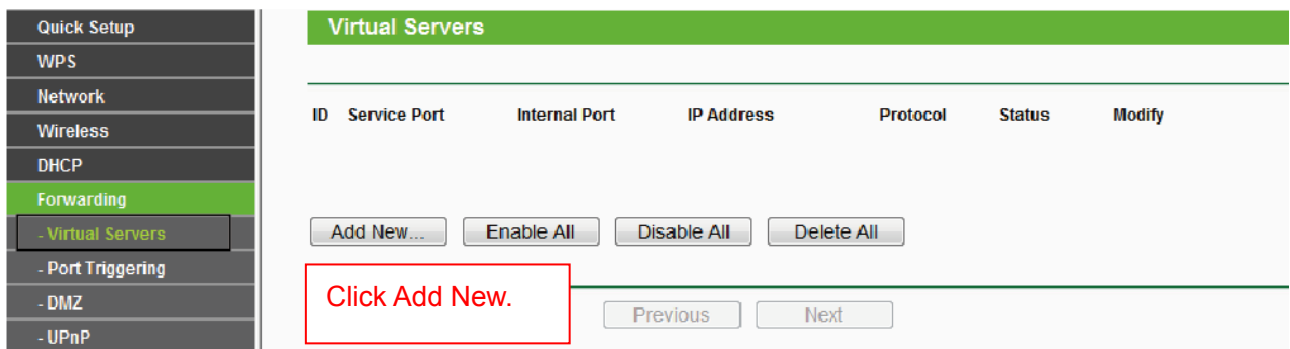 Quick Setup
WPS
Network
Wireless
DHCP
Forwarding
- Virtual Servers
- Port Triggering
- DMZ
- UPnP
Virtual Servers
ID Service Port Internal Port IP Address Protocol Status Modify
Add New... Enable All Disable All Delete All
Click Add New.
Previous Next